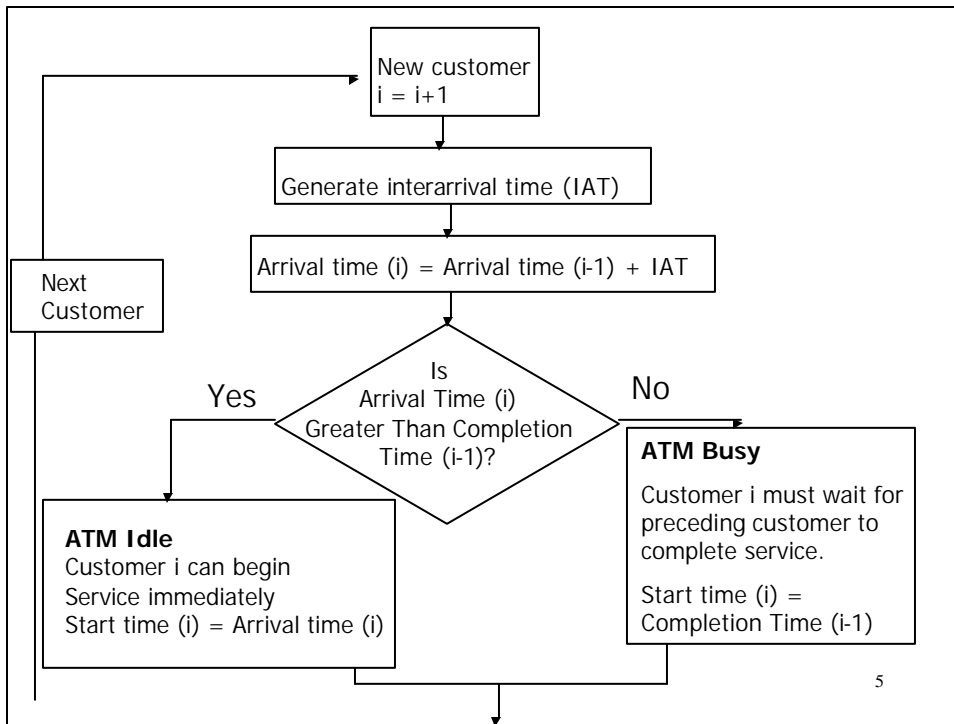 New customer
i = i+1
Generate interarrival time (IAT)
Arrival time (i) = Arrival time (i-1) + IAT
Next
Customer
Is
Arrival Time (i)
Greater Than Completion
Time (i-1)?
Yes
No
ATM Idle
Customer i can begin
Service immediately
Start time (i) = Arrival time (i)
ATM Busy
Customer i must wait for
preceding customer to
complete service.
Start time (i) =
Completion Time (i-1)
5